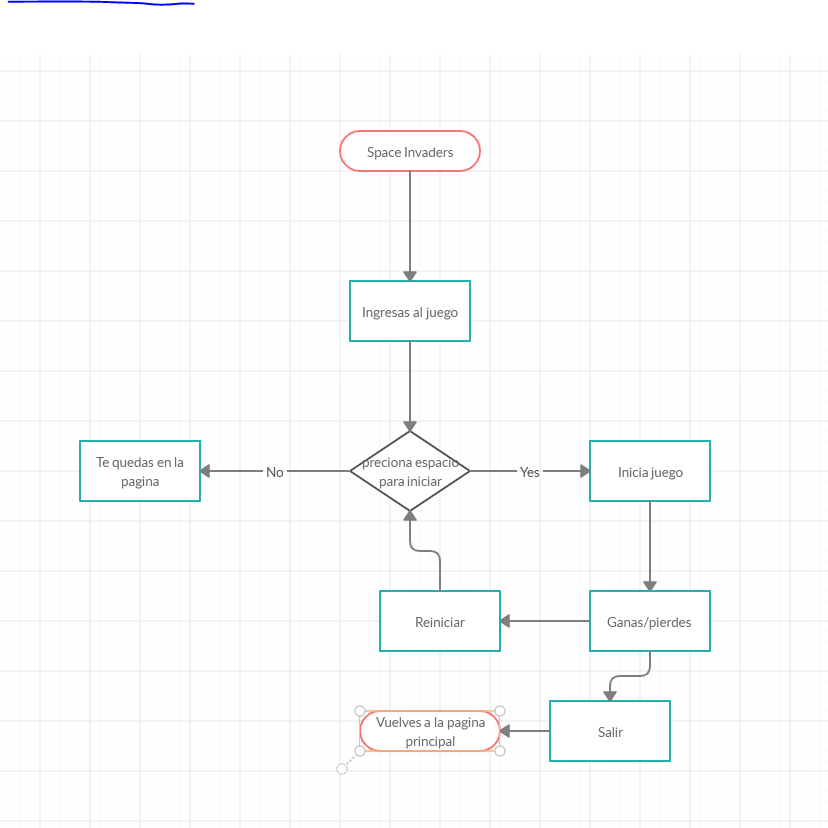 Space Invaders
Ingresas al juego
preciona espacio
para iniciar
No
Te quedas en la
pagina
Yes
Inicia juego
Ganas/pierdes
Reiniciar
Salir
Vuelves a la pagina
principal